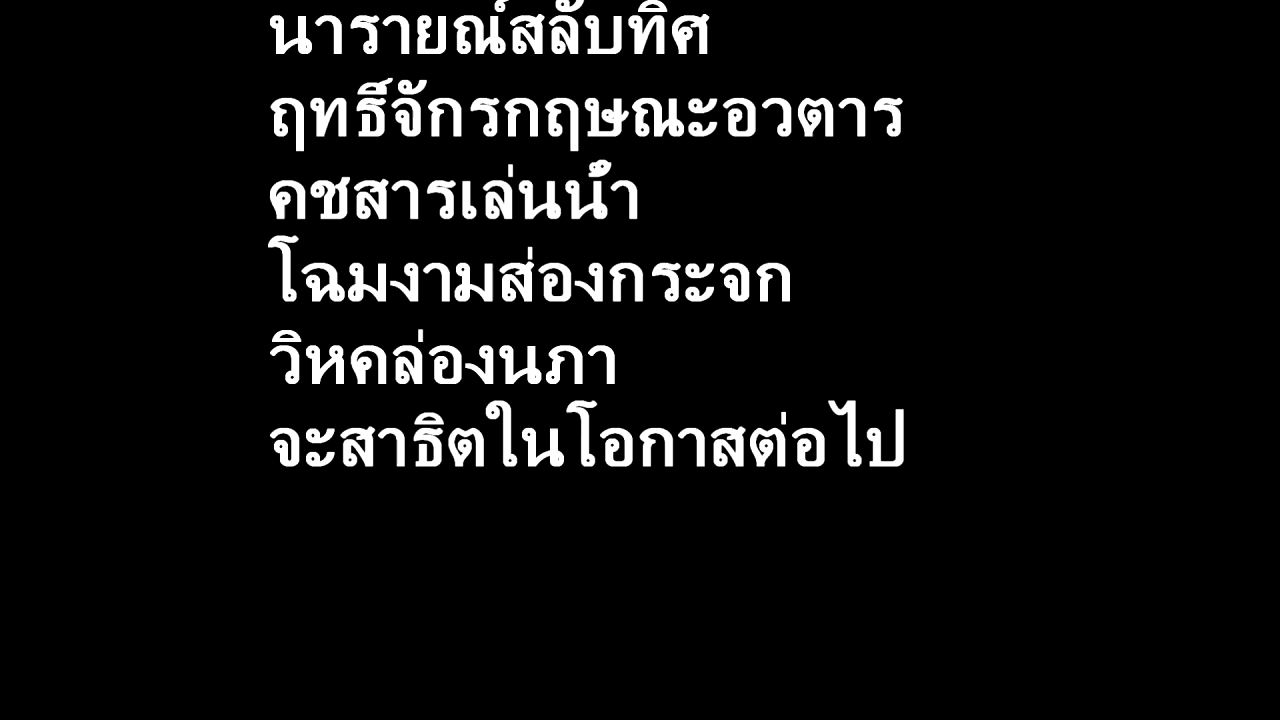 นารายณ์สลับทิศ
ฤทธิ์จักรกฤษณะอวตาร
คชสารเล่นน้ำ
โฉมงามส่องกระจก
วิหคล่องนภา
จะสาธิตในโอกาสต่อไป